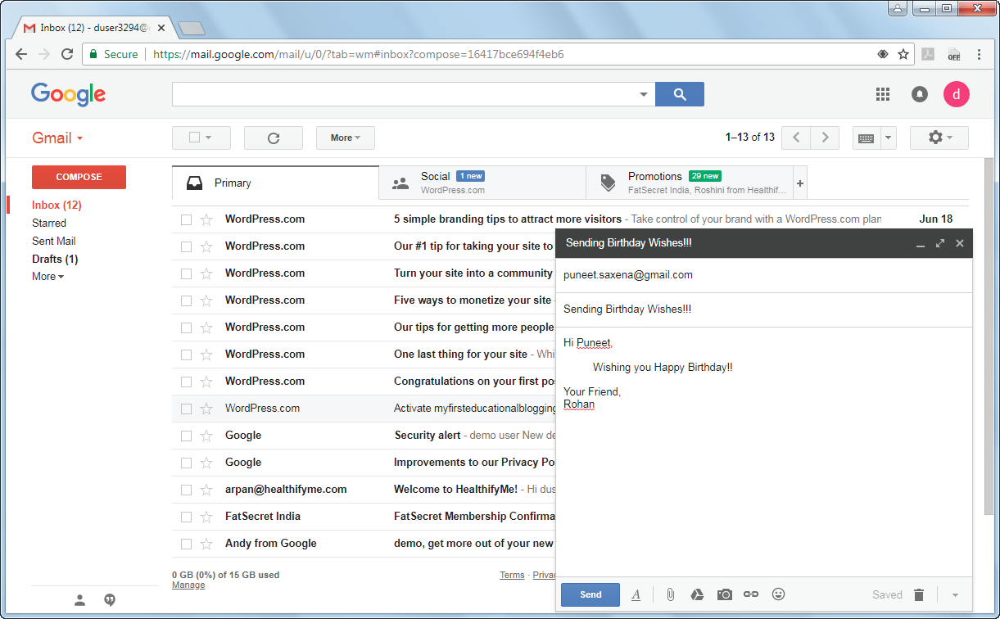 Inbox (12) - duser3294@g
Secure https://mail.google.com/mail/u/0/?tab=wm#inbox?compose=16417bce694f4eb6
OFF
Google
d
Gmail
More
1–13 of 13
COMPOSE
Inbox (12)
Starred
Sent Mail
Drafts (1)
More
Primary
Social 1 new
WordPress.com
Promotions 29 new
FatSecret India, Roshini from Healthif…
+
WordPress.com 5 simple branding tips to attract more visitors - Take control of your brand with a WordPress.com plan Jun 18
WordPress.com Our #1 tip for taking your site to
WordPress.com Turn your site into a community
WordPress.com Five ways to monetize your site -
WordPress.com Our tips for getting more people
WordPress.com One last thing for your site - Whi
WordPress.com Congratulations on your first pos
WordPress.com Activate myfirsteducationalblogging
Google Security alert - demo user New de
Google Improvements to our Privacy Po
arpan@healthifyme.com Welcome to HealthifyMe! - Hi dus
FatSecret India FatSecret Membership Confirma
Andy from Google demo, get more out of your new
0 GB (0%) of 15 GB used
Manage
Terms - Priva
Sending Birthday Wishes!!!
puneet.saxena@gmail.com
Sending Birthday Wishes!!!
Hi Puneet,
Wishing you Happy Birthday!!
Your Friend,
Rohan
Send A Saved